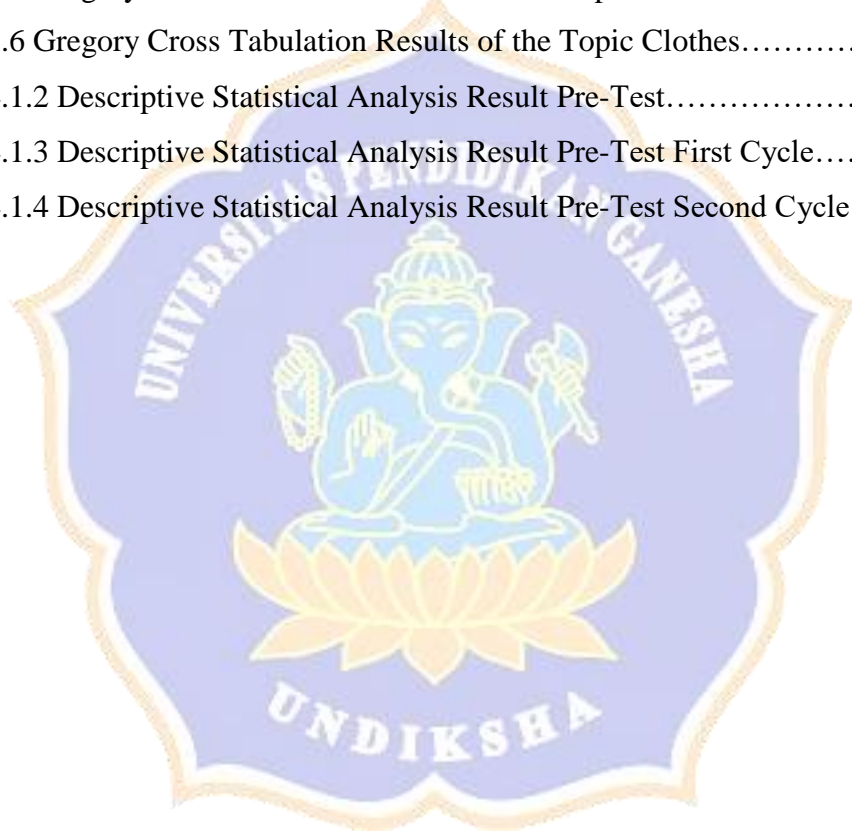 .6 Gregory Cross Tabulation Results of the Topic Clothes…………
.1.2 Descriptive Statistical Analysis Result Pre-Test………………
.1.3 Descriptive Statistical Analysis Result Pre-Test First Cycle….
.1.4 Descriptive Statistical Analysis Result Pre-Test Second Cycle
UNIVERSITAS PENDIDIKAN GANESHA
UNDIKSHA